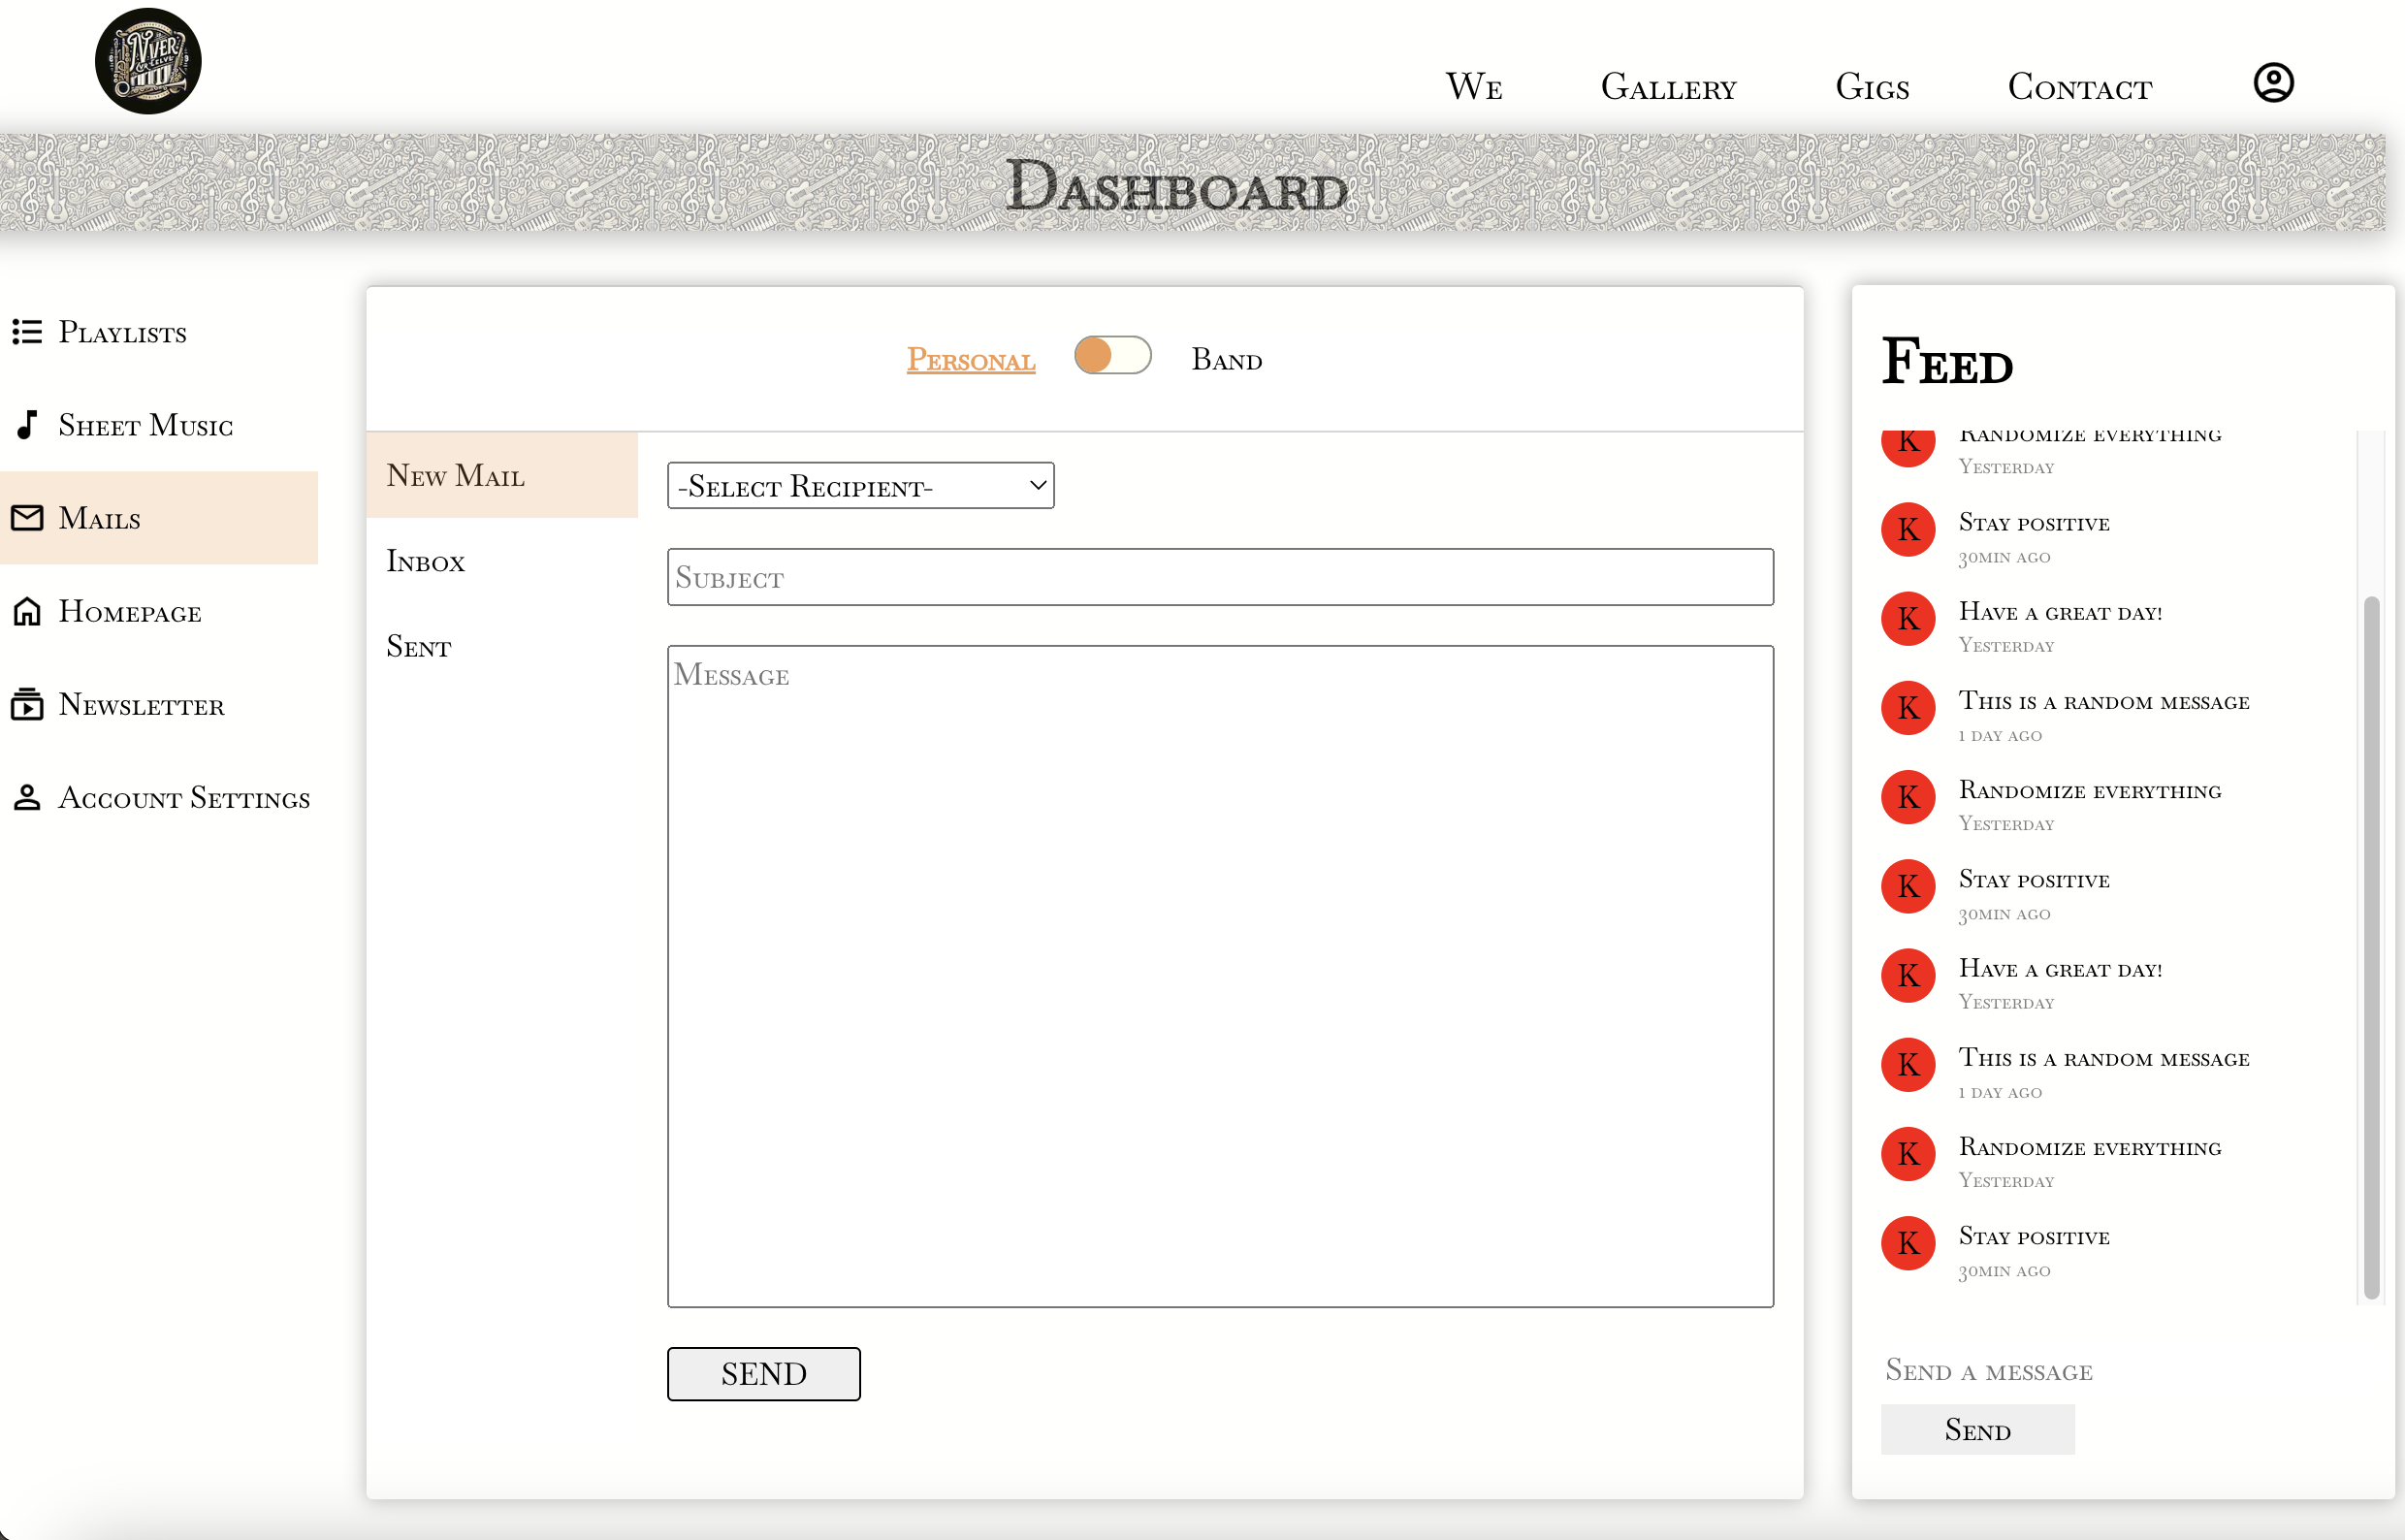 We Gallery Gigs Contact
Dashboard
Playlists
Sheet Music
Mails
Homepage
Newsletter
Account Settings
Personal Band
New Mail
Inbox
Sent
-Select Recipient-
Subject
Message
SEND
Feed
K Randomize everything
Yesterday
K Stay positive
30min ago
K Have a great day!
Yesterday
K This is a random message
1 day ago
K Randomize everything
Yesterday
K Stay positive
30min ago
K Have a great day!
Yesterday
K This is a random message
1 day ago
K Randomize everything
Yesterday
K Stay positive
30min ago
Send a message
Send